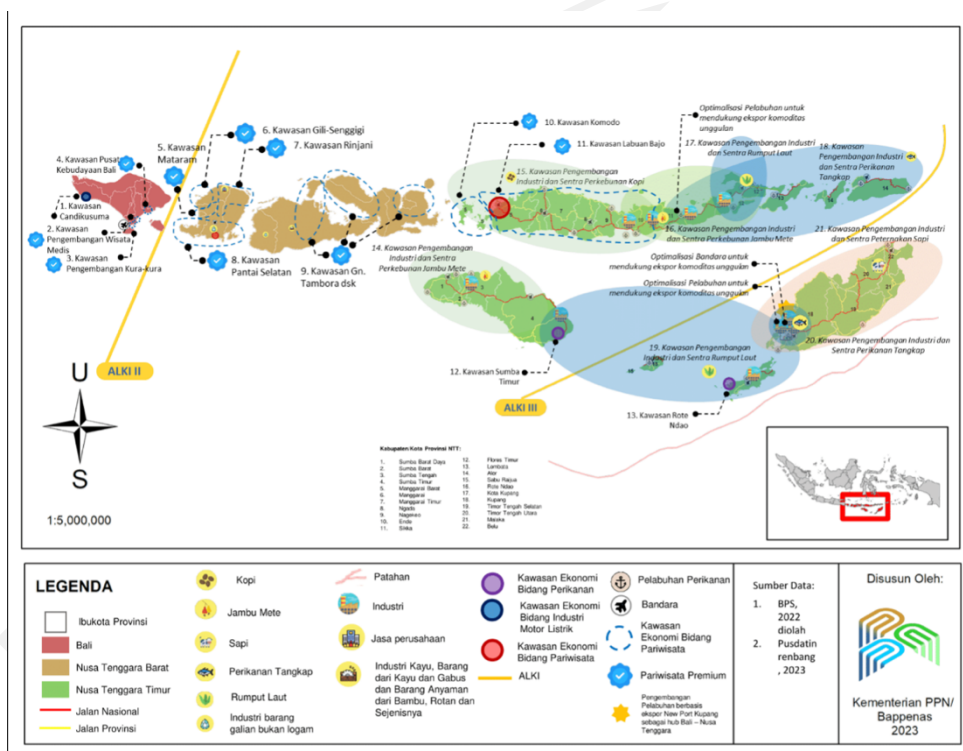 4. Kawasan Pusat
Kebudayaan Bali
1. Kawasan
Candikusuma
2. Kawasan
Pengembangan Wisata
Medis
3. Kawasan
Pengembangan Kura-kura
5. Kawasan
Mataram
6. Kawasan Gili-Senggigi
7. Kawasan Rinjani
8. Kawasan
Pantai Selatan
9. Kawasan Gn.
Tambora dsk
10. Kawasan Komodo
11. Kawasan Labuan Bajo
Optimalisasi Pelabuhan untuk
mendukung ekspor komoditas
unggulan
15. Kawasan Pengembangan
Industri dan Sentra Perkebunan Kopi
17. Kawasan Pengembangan Industri
dan Sentra Rumput Laut
18. Kawasan
Pengembangan Industri
dan Sentra Perikanan
Tangkap
14. Kawasan Pengembangan
Industri dan Sentra
Perkebunan Jambu Mete
16. Kawasan Pengembangan Industri
dan Sentra Perkebunan Jambu Mete
21. Kawasan Pengembangan Industri
dan Sentra Peternakan Sapi
Optimalisasi Bandara untuk
mendukung ekspor komoditas unggulan
Optimalisasi Pelabuhan untuk
mendukung ekspor komoditas unggulan
19. Kawasan Pengembangan
Industri dan Sentra Rumput Laut
20. Kawasan Pengembangan Industri dan
Sentra Perikanan Tangkap
12. Kawasan Sumba
Timur
13. Kawasan Rote
Ndao
ALKI II
ALKI III
U
S
1:5,000,000
Kabupaten/Kota Provinsi NTT:
1. Sumba Barat Daya
2. Sumba Barat
3. Sumba Tengah
4. Sumba Timur
5. Manggarai Barat
6. Manggarai
7. Manggarai Timur
8. Ngada
9. Nagekeo
10. Ende
11. Sikka
12. Flores Timur
13. Lembata
14. Alor
15. Sabu Raijua
16. Rote Ndao
17. Kota Kupang
18. Kupang
19. Timor Tengah Selatan
20. Timor Tengah Utara
21. Malaka
22. Belu
LEGENDA
Ibukota Provinsi
Bali
Nusa Tenggara Barat
Nusa Tenggara Timur
Jalan Nasional
Jalan Provinsi
Kopi
Jambu Mete
Sapi
Perikanan Tangkap
Rumput Laut
Industri barang
galian bukan logam
Patahan
Industri
Jasa perusahaan
Industri Kayu, Barang
dari Kayu dan Gabus
dan Barang Anyaman
dari Bambu, Rotan dan
Sejenisnya
Kawasan Ekonomi
Bidang Perikanan
Kawasan Ekonomi
Bidang Industri
Motor Listrik
Kawasan Ekonomi
Bidang Pariwisata
ALKI
Pelabuhan Perikanan
Bandara
Kawasan
Ekonomi Bidang
Pariwisata
Pariwisata Premium
Pengembangan
Pelabuhan berbasis
ekspor New Port Kupang
sebagai hub Bali – Nusa
Tenggara
Sumber Data:
1. BPS,
2022
diolah
2. Pusdatin
renbang
, 2023
Disusun Oleh:
Kementerian PPN/
Bappenas
2023